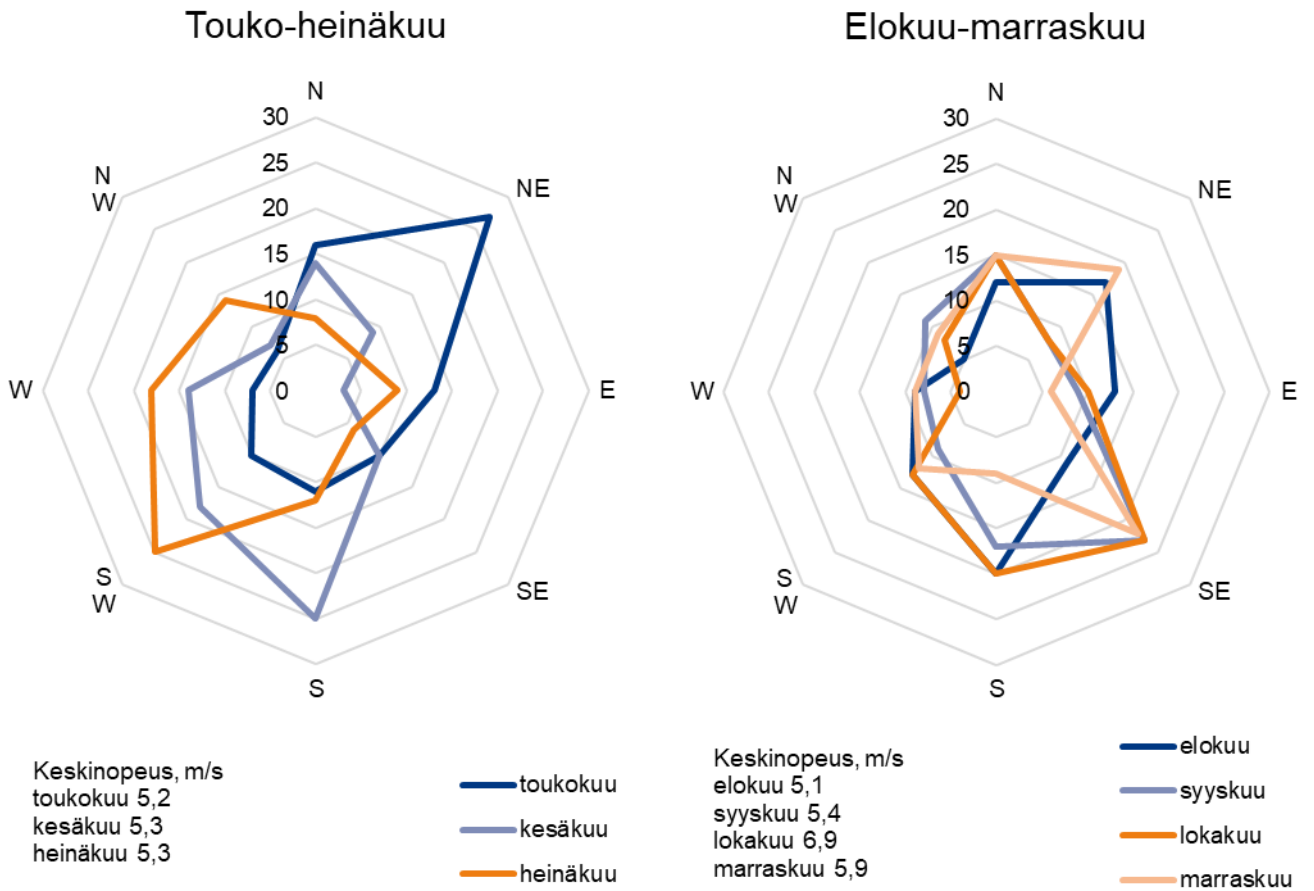 Touko-heinäkuu
N
30
25
20
15
10
5
0
N
W
NE
W
E
S
W
SE
S
Keskinopeus, m/s
toukokuu 5,2
kesäkuu 5,3
heinäkuu 5,3
toukokuu
kesäkuu
heinäkuu
Elokuu-marraskuu
N
30
25
20
15
10
5
0
N
W
NE
W
E
S
W
SE
S
Keskinopeus, m/s
elokuu 5,1
syyskuu 5,4
lokakuu 6,9
marraskuu 5,9
elokuu
syyskuu
lokakuu
marraskuu